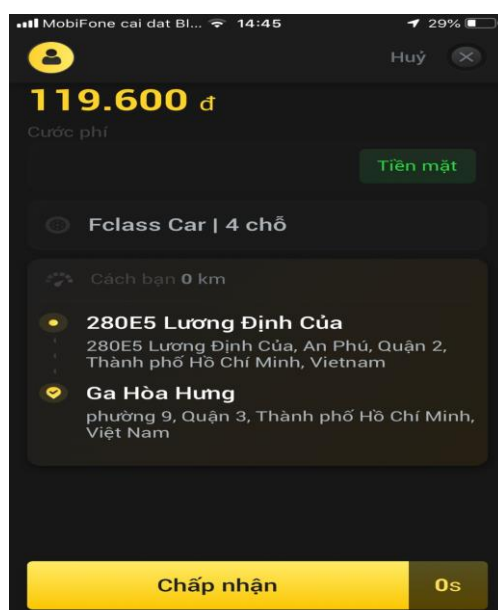 MobiFone cai dat Bl... 14:45 29%
Huỷ
119.600 đ
Cước phí
Tiền mặt
Fclass Car | 4 chỗ
Cách bạn 0 km
280E5 Lương Định Của
280E5 Lương Định Của, An Phú, Quận 2,
Thành phố Hồ Chí Minh, Vietnam
Ga Hòa Hưng
phường 9, Quận 3, Thành phố Hồ Chí Minh,
Việt Nam
Chấp nhận 0s